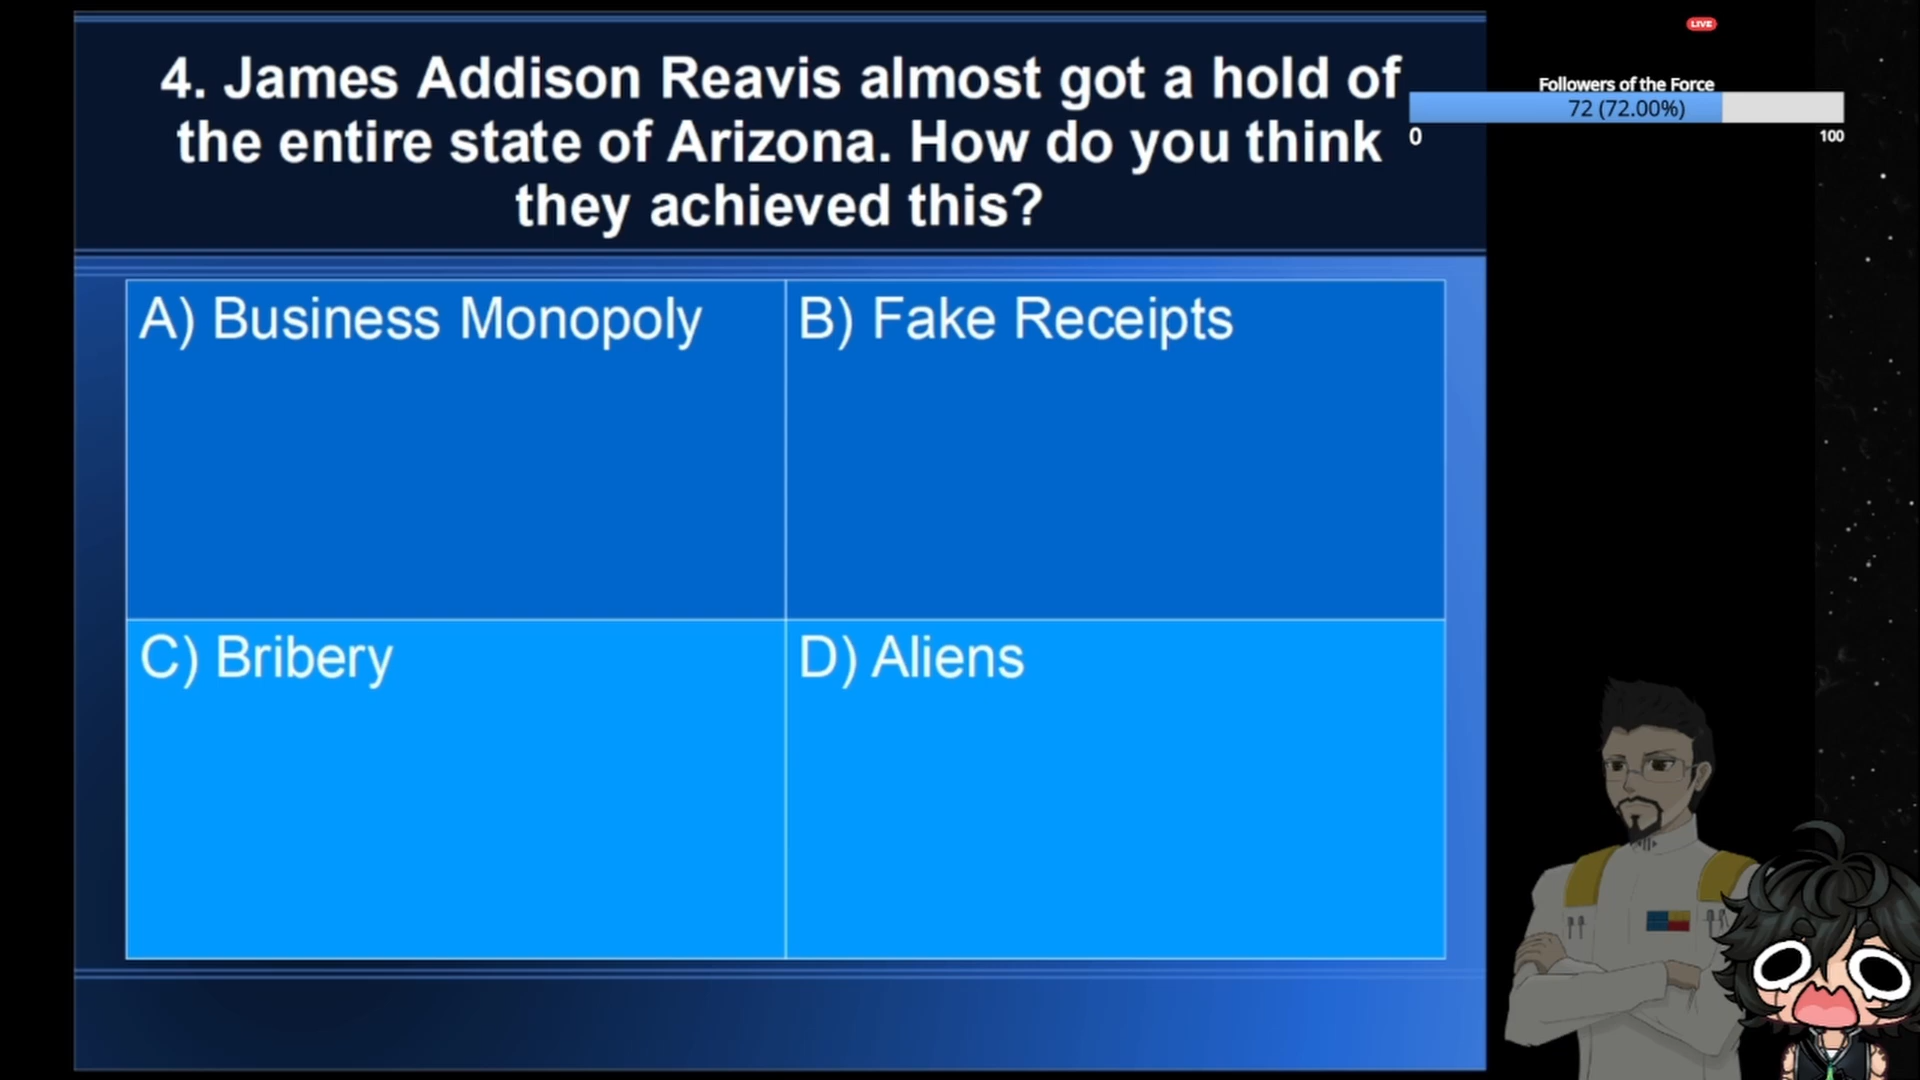 LIVE
4. James Addison Reavis almost got a hold of
the entire state of Arizona. How do you think
they achieved this?
Followers of the Force
72 (72.00%)
0
100
A) Business Monopoly
B) Fake Receipts
C) Bribery
D) Aliens